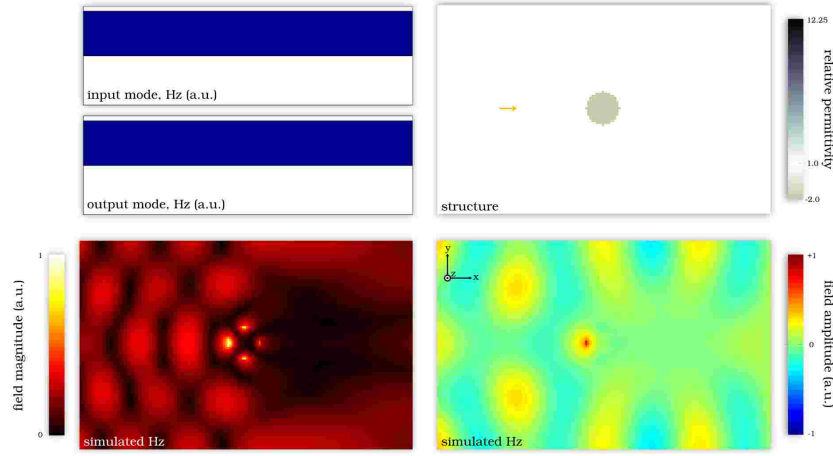 input mode, Hz (a.u.)
output mode, Hz (a.u.)
structure
12.25
1.0
-2.0
relative permittivity
field magnitude (a.u.)
1
0
simulated Hz
y
z
x
simulated Hz
+1
0
-1
field amplitude (a.u.)